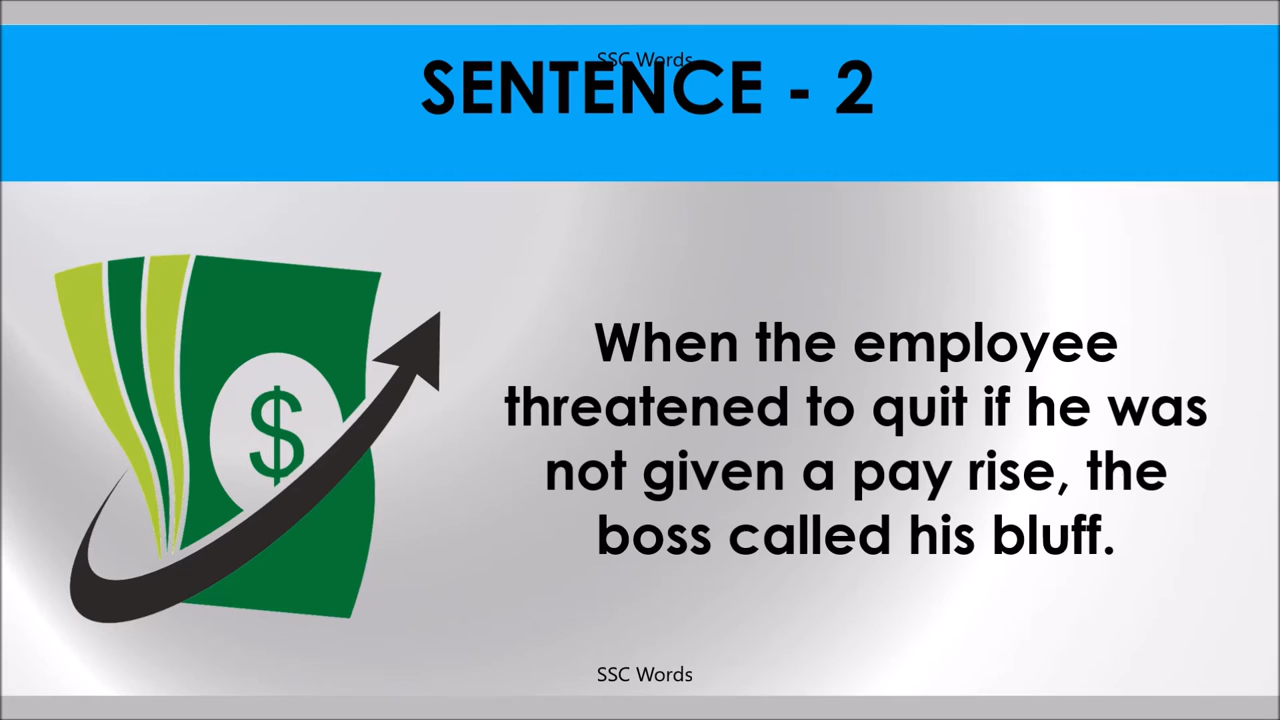 SSC Words
SENTENCE - 2
$
When the employee
threatened to quit if he was
not given a pay rise, the
boss called his bluff.
SSC Words